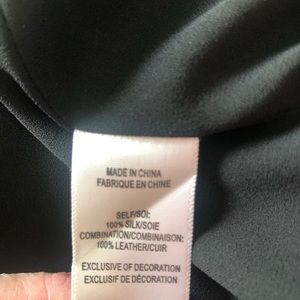 MADE IN CHINA
FABRIQUE EN CHINE
SELF/SOI:
100% SILK/SOIE
COMBINATION/COMBINAISON:
100% LEATHER/CUIR
EXCLUSIVE OF DECORATION
EXCLUSIF DE DÉCORATION